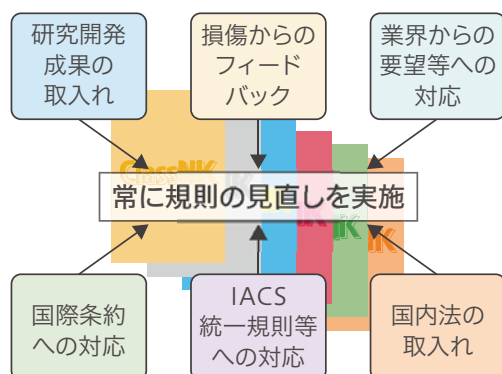 研究開発
成果の
取入れ
損傷からの
フィード
バック
業界からの
要望等への
対応
ClassNK
常に規則の見直しを実施
国際条約
への対応
IACS
統一規則等
への対応
国内法の
取入れ